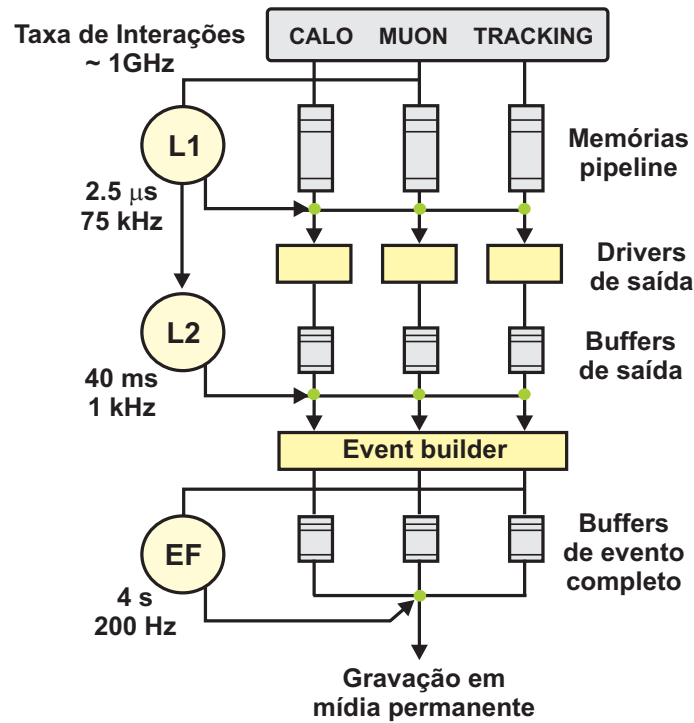 Taxa de Interações
~ 1GHz
CALO MUON TRACKING
L1
Memórias
pipeline
2.5 μs
75 kHz
Drivers
de saída
L2
Buffers
de saída
40 ms
1 kHz
Event builder
EF
Buffers
de evento
completo
4 s
200 Hz
Gravação em
mídia permanente